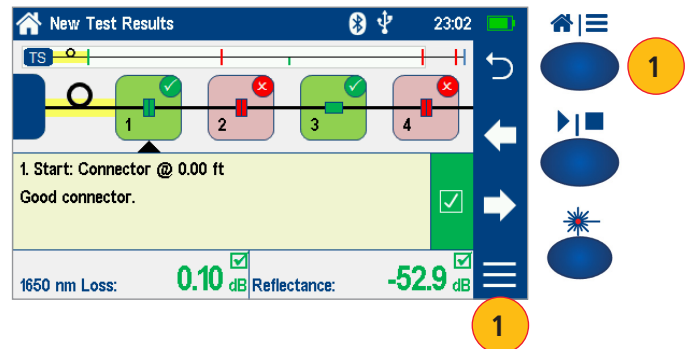 New Test Results 23:02
TS
1 2 3 4
1. Start: Connector @ 0.00 ft
Good connector.
1650 nm Loss: 0.10 dB Reflectance: -52.9 dB
1
1